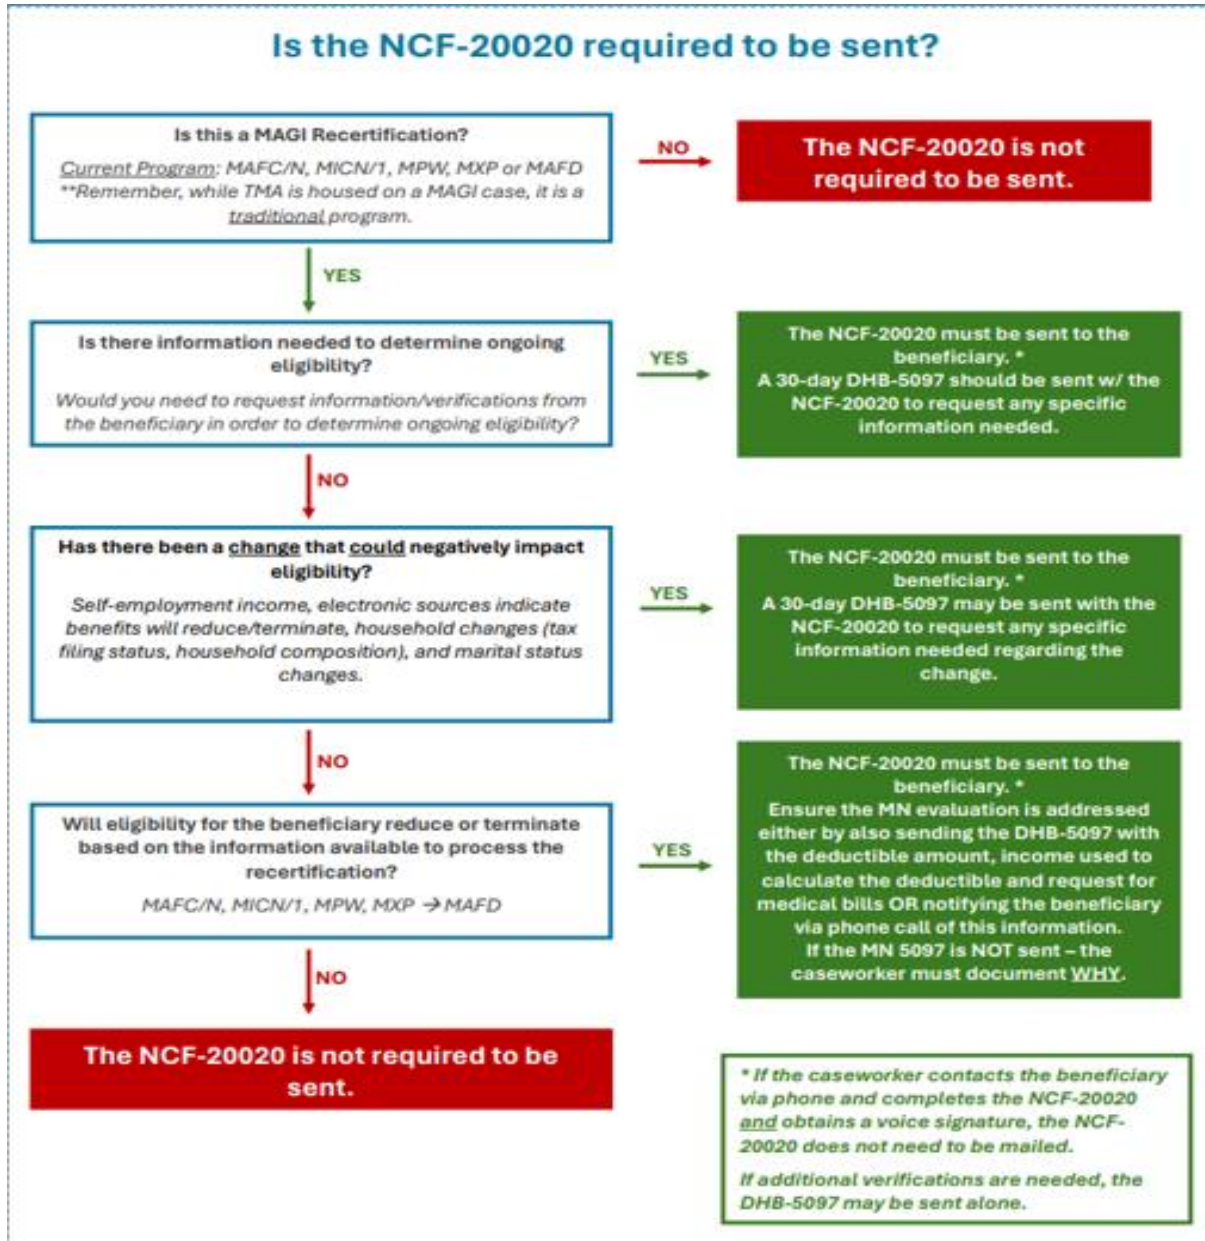 Is the NCF-20020 required to be sent?
Is this a MAGI Recertification?
Current Program: MAFC/N, MICN/1, MPW, MXP or MAFD
**Remember, while TMA is housed on a MAGI case, it is a
traditional program.
NO
The NCF-20020 is not
required to be sent.
YES
Is there information needed to determine ongoing
eligibility?
Would you need to request information/verifications from
the beneficiary in order to determine ongoing eligibility?
YES
The NCF-20020 must be sent to the
beneficiary. *
A 30-day DHB-5097 should be sent w/ the
NCF-20020 to request any specific
information needed.
NO
Has there been a change that could negatively impact
eligibility?
Self-employment income, electronic sources indicate
benefits will reduce/terminate, household changes (tax
filing status, household composition), and marital status
changes.
YES
The NCF-20020 must be sent to the
beneficiary. *
A 30-day DHB-5097 may be sent with the
NCF-20020 to request any specific
information needed regarding the
change.
NO
Will eligibility for the beneficiary reduce or terminate
based on the information available to process the
recertification?
MAFC/N, MICN/1, MPW, MXP → MAFD
YES
The NCF-20020 must be sent to the
beneficiary. *
Ensure the MN evaluation is addressed
either by also sending the DHB-5097 with
the deductible amount, income used to
calculate the deductible and request for
medical bills OR notifying the beneficiary
via phone call of this information.
If the MN 5097 is NOT sent – the
caseworker must document WHY.
NO
The NCF-20020 is not required to be
sent.
* If the caseworker contacts the beneficiary
via phone and completes the NCF-20020
and obtains a voice signature, the NCF-
20020 does not need to be mailed.
If additional verifications are needed, the
DHB-5097 may be sent alone.